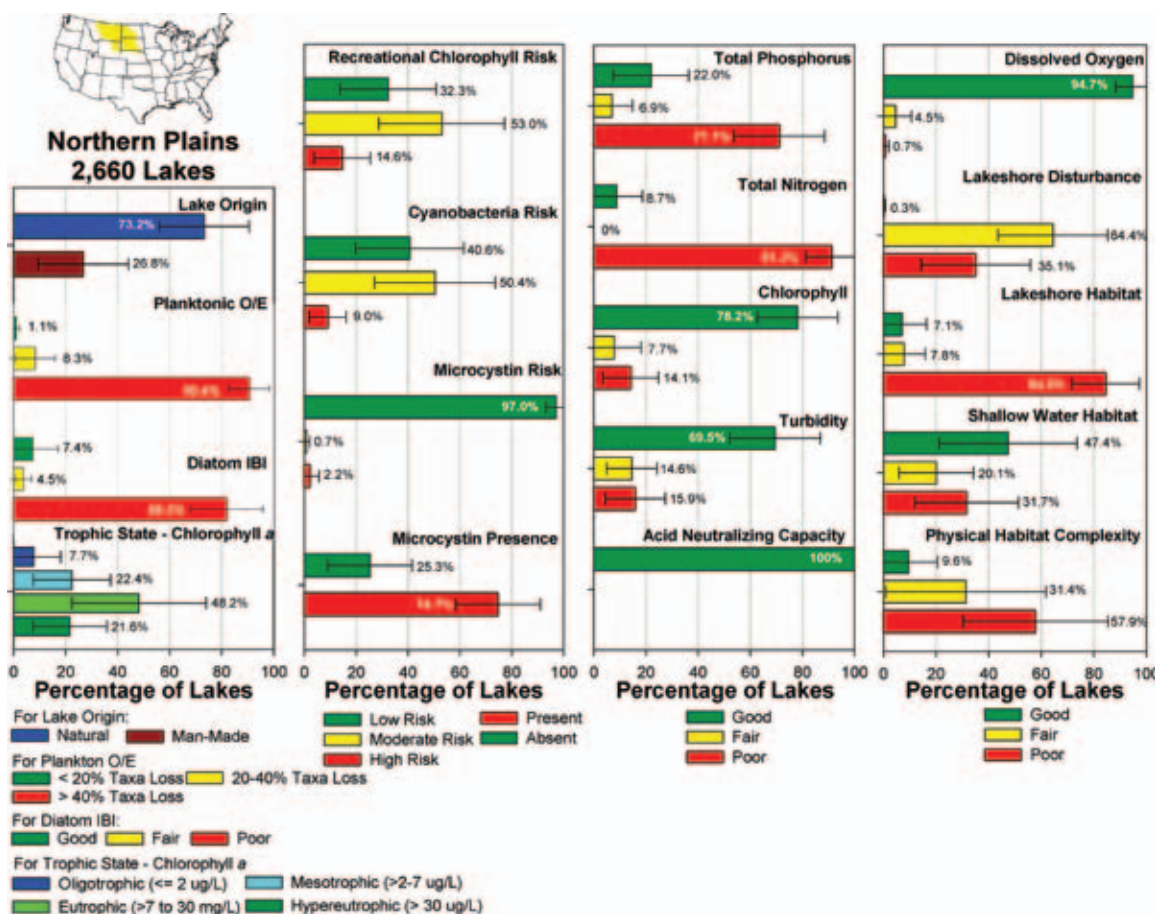 Northern Plains
2,660 Lakes
Lake Origin
73.2%
26.8%
Planktonic O/E
1.1%
8.3%
90.4%
Diatom IBI
7.4%
4.5%
Trophic State - Chlorophyll a
7.7%
22.4%
48.2%
21.6%
0 20 40 60 80 100
Percentage of Lakes
For Lake Origin:
Natural Man-Made
For Plankton O/E
< 20% Taxa Loss 20-40% Taxa Loss
> 40% Taxa Loss
For Diatom IBI:
Good Fair Poor
For Trophic State - Chlorophyll a
Oligotrophic (<= 2 ug/L) Mesotrophic (>2-7 ug/L)
Eutrophic (>7 to 30 mg/L) Hypereutrophic (> 30 ug/L)
Recreational Chlorophyll Risk
32.3%
53.0%
14.6%
Cyanobacteria Risk
40.6%
50.4%
9.0%
Microcystin Risk
97.0%
0.7%
2.2%
Microcystin Presence
25.3%
0 20 40 60 80 100
Percentage of Lakes
Low Risk Present
Moderate Risk Absent
High Risk
Total Phosphorus
22.0%
6.9%
Total Nitrogen
8.7%
0%
Chlorophyll
78.2%
7.7%
14.1%
Turbidity
69.5%
14.6%
15.9%
Acid Neutralizing Capacity
100%
0 20 40 60 80 100
Percentage of Lakes
Good
Fair
Poor
Dissolved Oxygen
94.7%
4.5%
0.7%
Lakeshore Disturbance
0.3%
64.4%
35.1%
Lakeshore Habitat
7.1%
7.8%
Shallow Water Habitat
47.4%
20.1%
31.7%
Physical Habitat Complexity
9.6%
31.4%
57.9%
0 20 40 60 80 100
Percentage of Lakes
Good
Fair
Poor